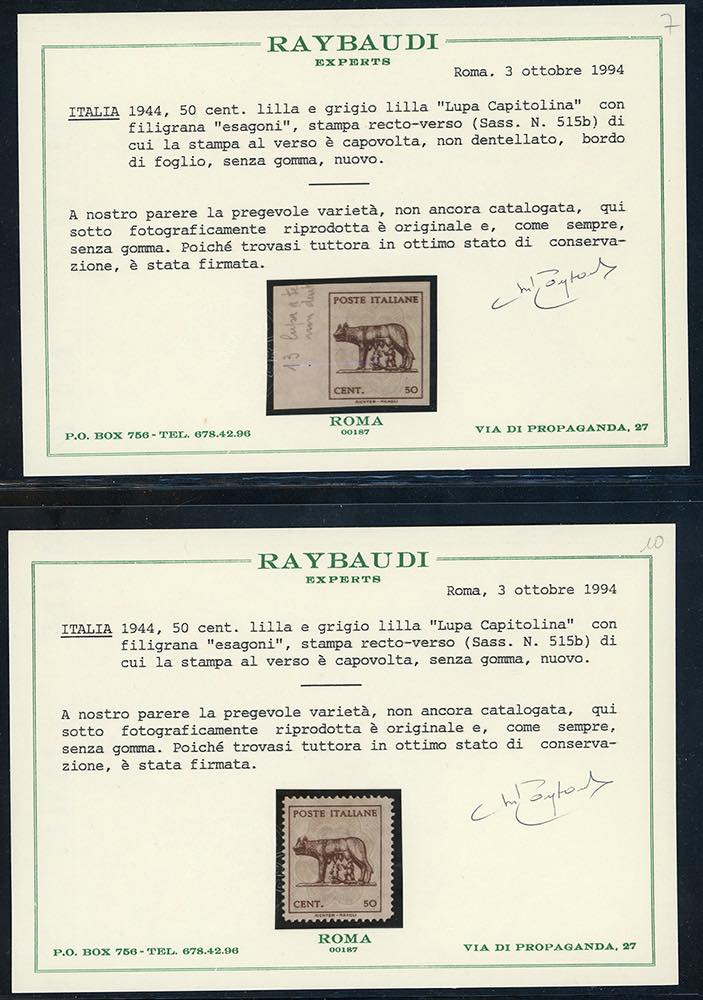 7
RAYBAUDI
EXPERTS
Roma. 3 ottobre 1994
ITALIA 1944, 50 cent. lilla e grigio lilla "Lupa Capitolina" con
filigrana "esagoni", stampa recto-verso (Sass. N. 515b) di
cui la stampa al verso è capovolta, non dentellato, bordo
di foglio, senza gomma, nuovo.
A nostro parere la pregevole varietà, non ancora catalogata, qui
sotto fotograficamente riprodotta è originale e, come sempre,
senza gomma. Poiché trovasi tuttora in ottimo stato di conserva-
zione, è stata firmata.
13 Lupa
non
POSTE ITALIANE
CENT. 50
RICHTER - NAPOLI
ROMA
00187
P.O. BOX 756 - TEL. 678.42.96
VIA DI PROPAGANDA, 27
10
RAYBAUDI
EXPERTS
Roma, 3 ottobre 1994
ITALIA 1944, 50 cent. lilla e grigio lilla "Lupa Capitolina" con
filigrana "esagoni", stampa recto-verso (Sass. N. 515b) di
cui la stampa al verso è capovolta, senza gomma, nuovo.
A nostro parere la pregevole varietà, non ancora catalogata, qui
sotto fotograficamente riprodotta è originale e, come sempre,
senza gomma. Poiché trovasi tuttora in ottimo stato di conserva-
zione, è stata firmata.
POSTE ITALIANE
CENT. 50
RICHTER - NAPOLI
ROMA
00187
P.O. BOX 756 - TEL. 678.42.96
VIA DI PROPAGANDA, 27